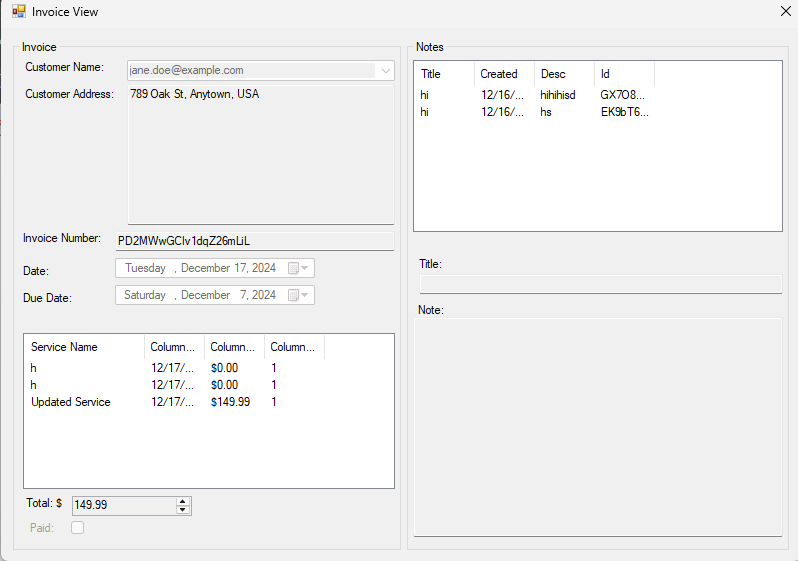 Invoice View
Invoice
Customer Name: jane.doe@example.com
Customer Address: 789 Oak St, Anytown, USA
Invoice Number: PD2MWwGClv1dqZ26mLiL
Date: Tuesday , December 17, 2024
Due Date: Saturday , December 7, 2024
Service Name Column... Column... Column...
h 12/17/... $0.00 1
h 12/17/... $0.00 1
Updated Service 12/17/... $149.99 1
Total: $ 149.99
Paid:
Notes
Title Created Desc Id
hi 12/16/... hihihisd GX7O8...
hi 12/16/... hs EK9bT6...
Title:
Note: